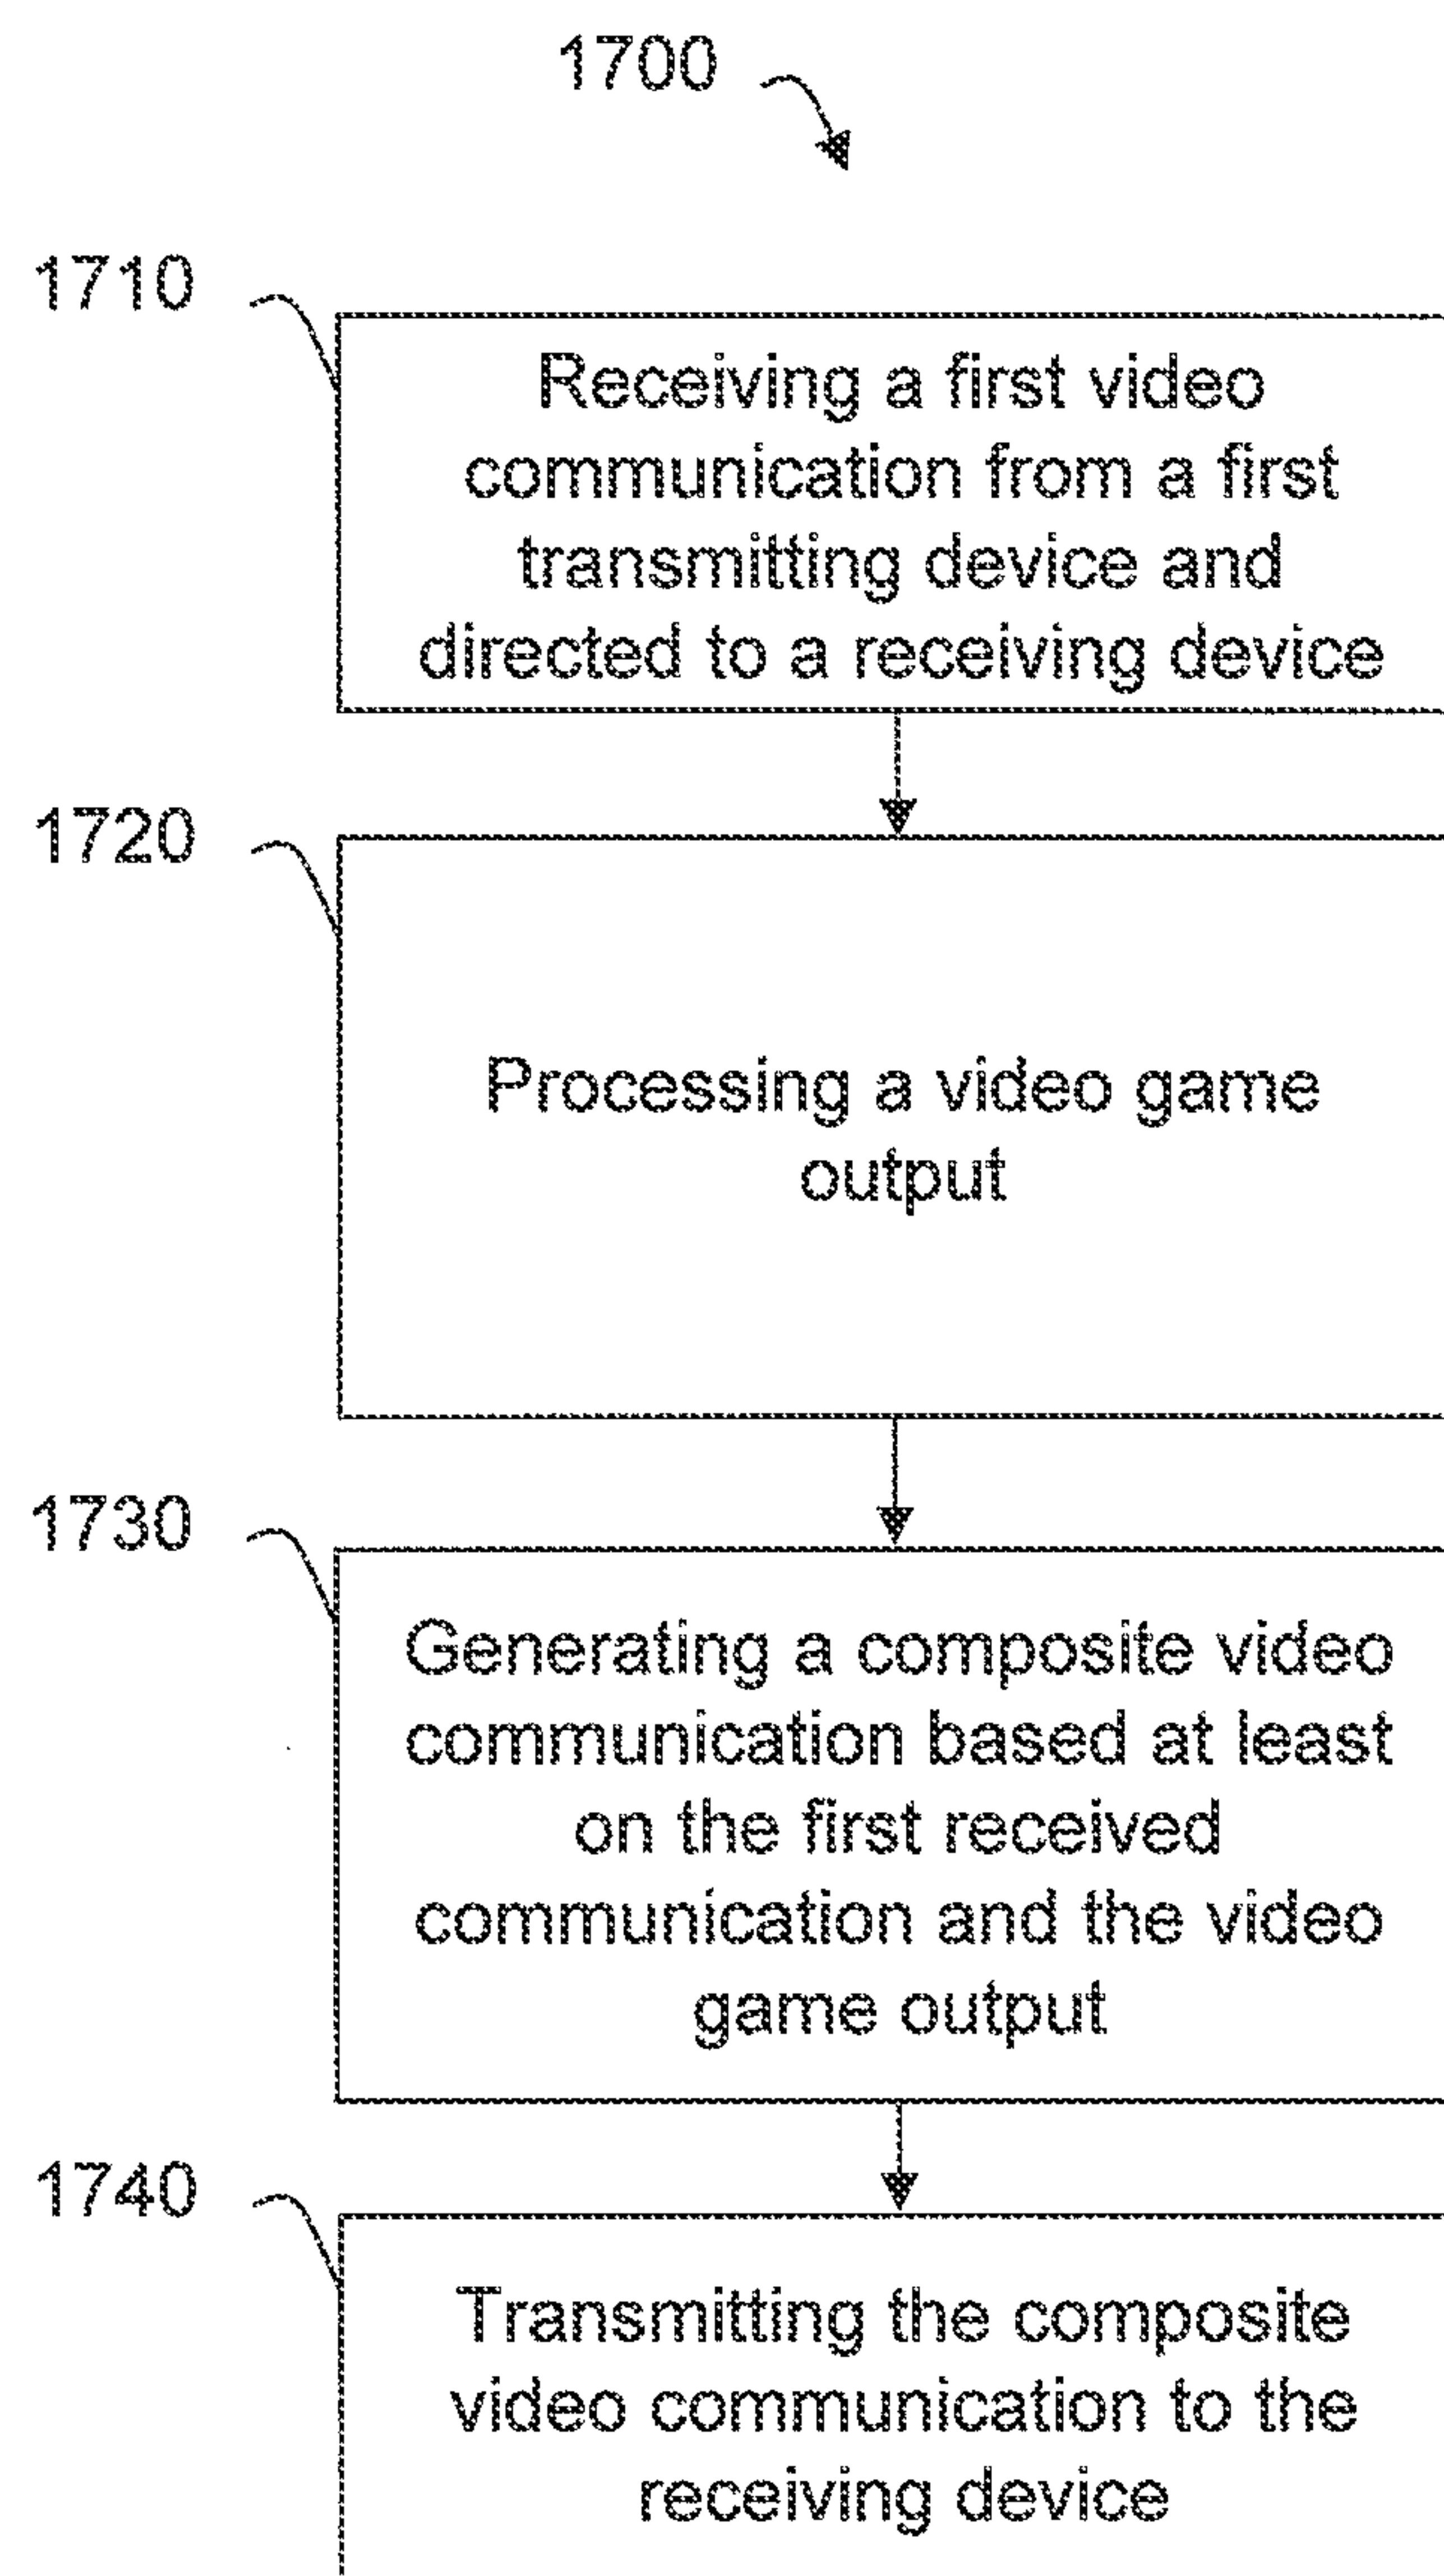 1700
1710
Receiving a first video
communication from a first
transmitting device and
directed to a receiving device
1720
Processing a video game
output
1730
Generating a composite video
communication based at least
on the first received
communication and the video
game output
1740
Transmitting the composite
video communication to the
receiving device